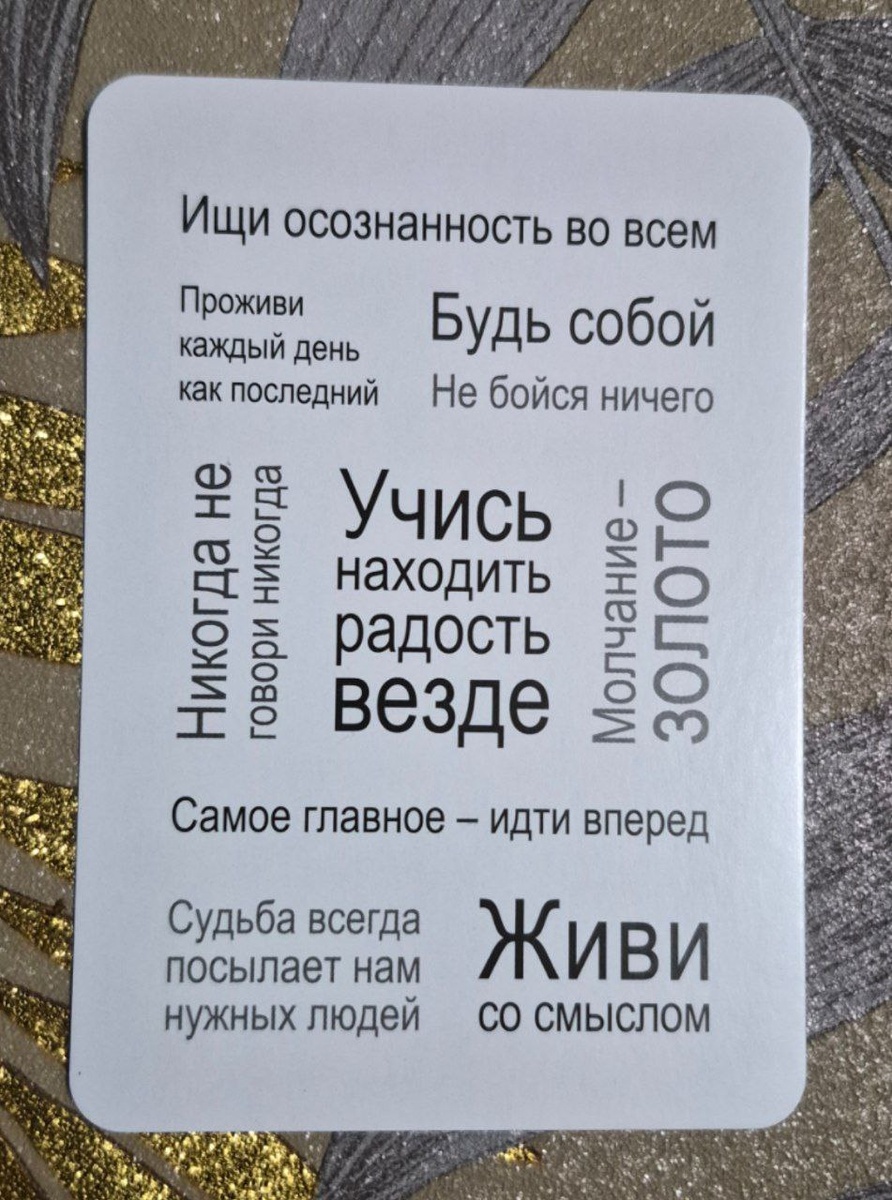 Ищи осознанность во всем
Проживи
каждый день
как последний
Будь собой
Не бойся ничего
Никогда не
говори никогда
Учись
находить
радость
везде
Молчание –
золото
Самое главное – идти вперед
Судьба всегда
посылает нам
нужных людей
Живи
со смыслом